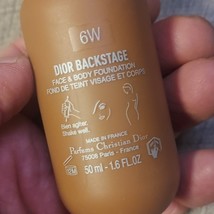 6W
DIOR BACKSTAGE
FACE & BODY FOUNDATION
FOND DE TEINT VISAGE ET CORPS
Bien agiter.
Shake well.
MADE IN FRANCE
Parfums Christian Dior
75008 Paris - France
12M
50 ml - 1.6 FL.OZ